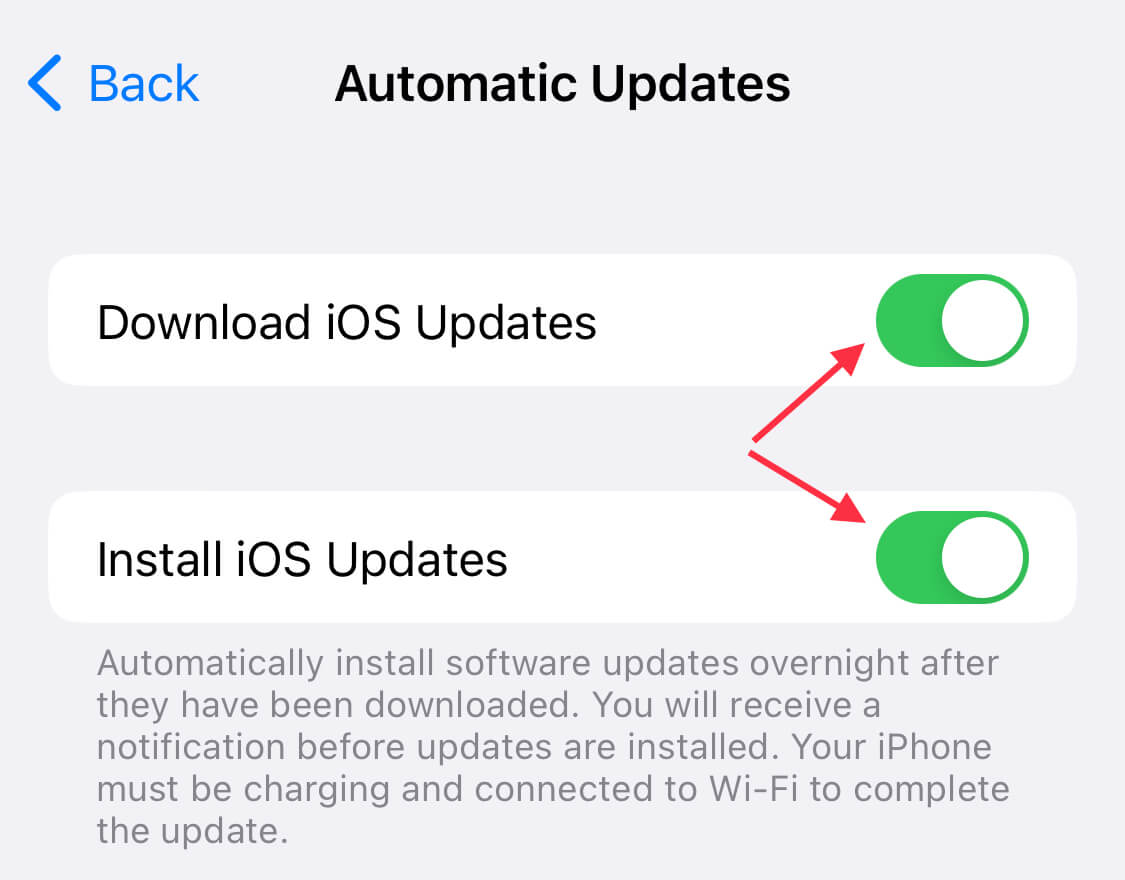 Back
Automatic Updates
Download iOS Updates
Install iOS Updates
Automatically install software updates overnight after
they have been downloaded. You will receive a
notification before updates are installed. Your iPhone
must be charging and connected to Wi-Fi to complete
the update.